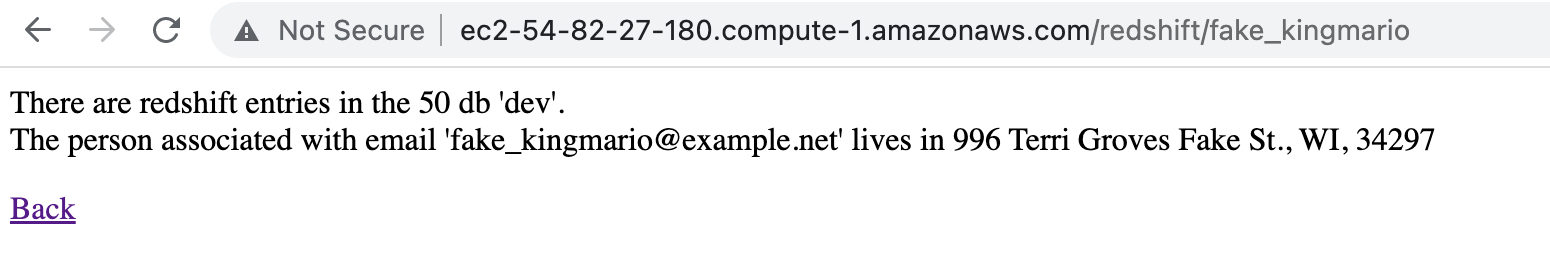 Not Secure | ec2-54-82-27-180.compute-1.amazonaws.com/redshift/fake_kingmario
There are redshift entries in the 50 db 'dev'.
The person associated with email 'fake_kingmario@example.net' lives in 996 Terri Groves Fake St., WI, 34297
Back